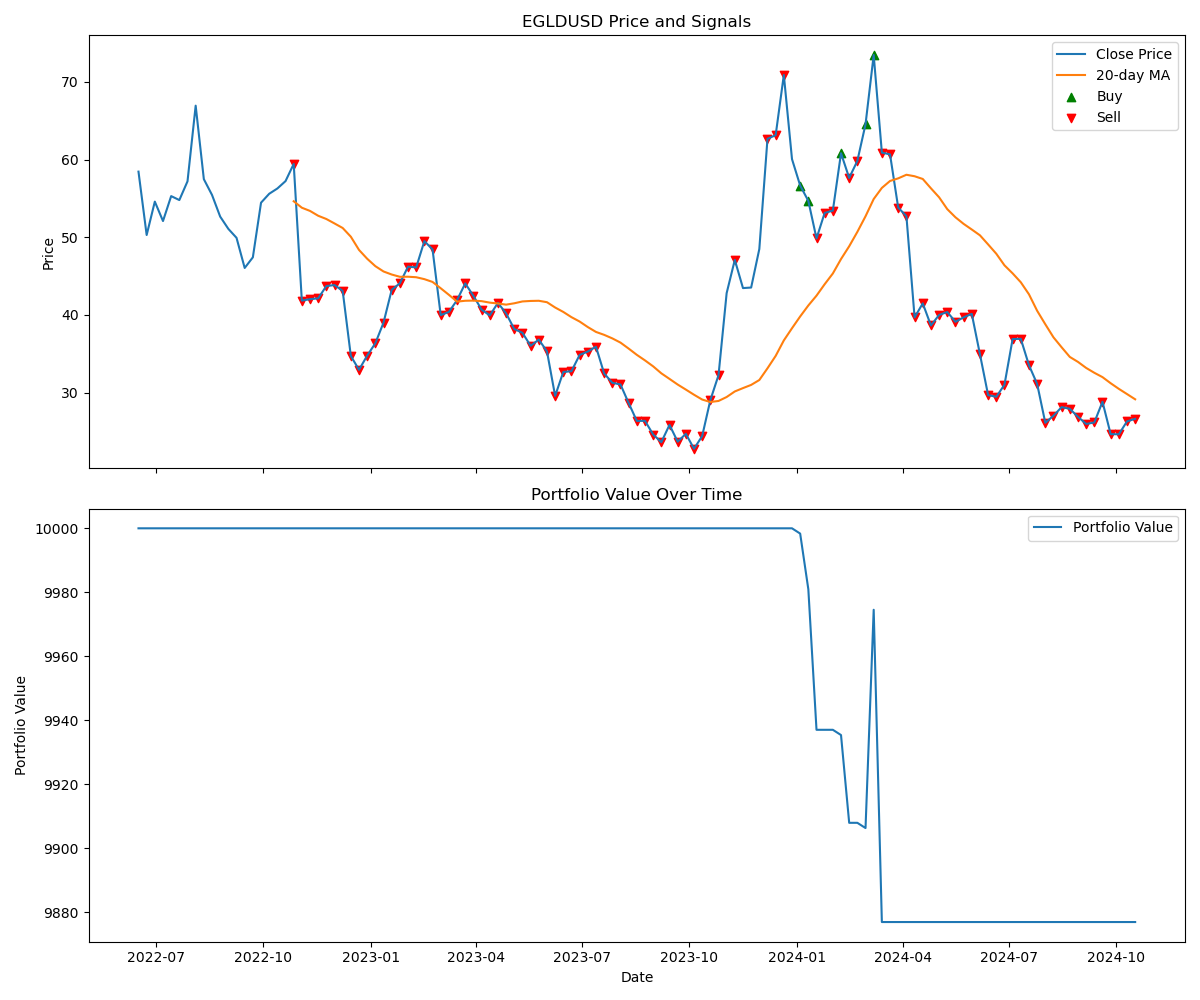 EGLDUSD Price and Signals
Close Price
20-day MA
Buy
Sell
Price
70
60
50
40
30
Portfolio Value Over Time
Portfolio Value
Portfolio Value
10000
9980
9960
9940
9920
9900
9880
2022-07 2022-10 2023-01 2023-04 2023-07 2023-10 2024-01 2024-04 2024-07 2024-10
Date